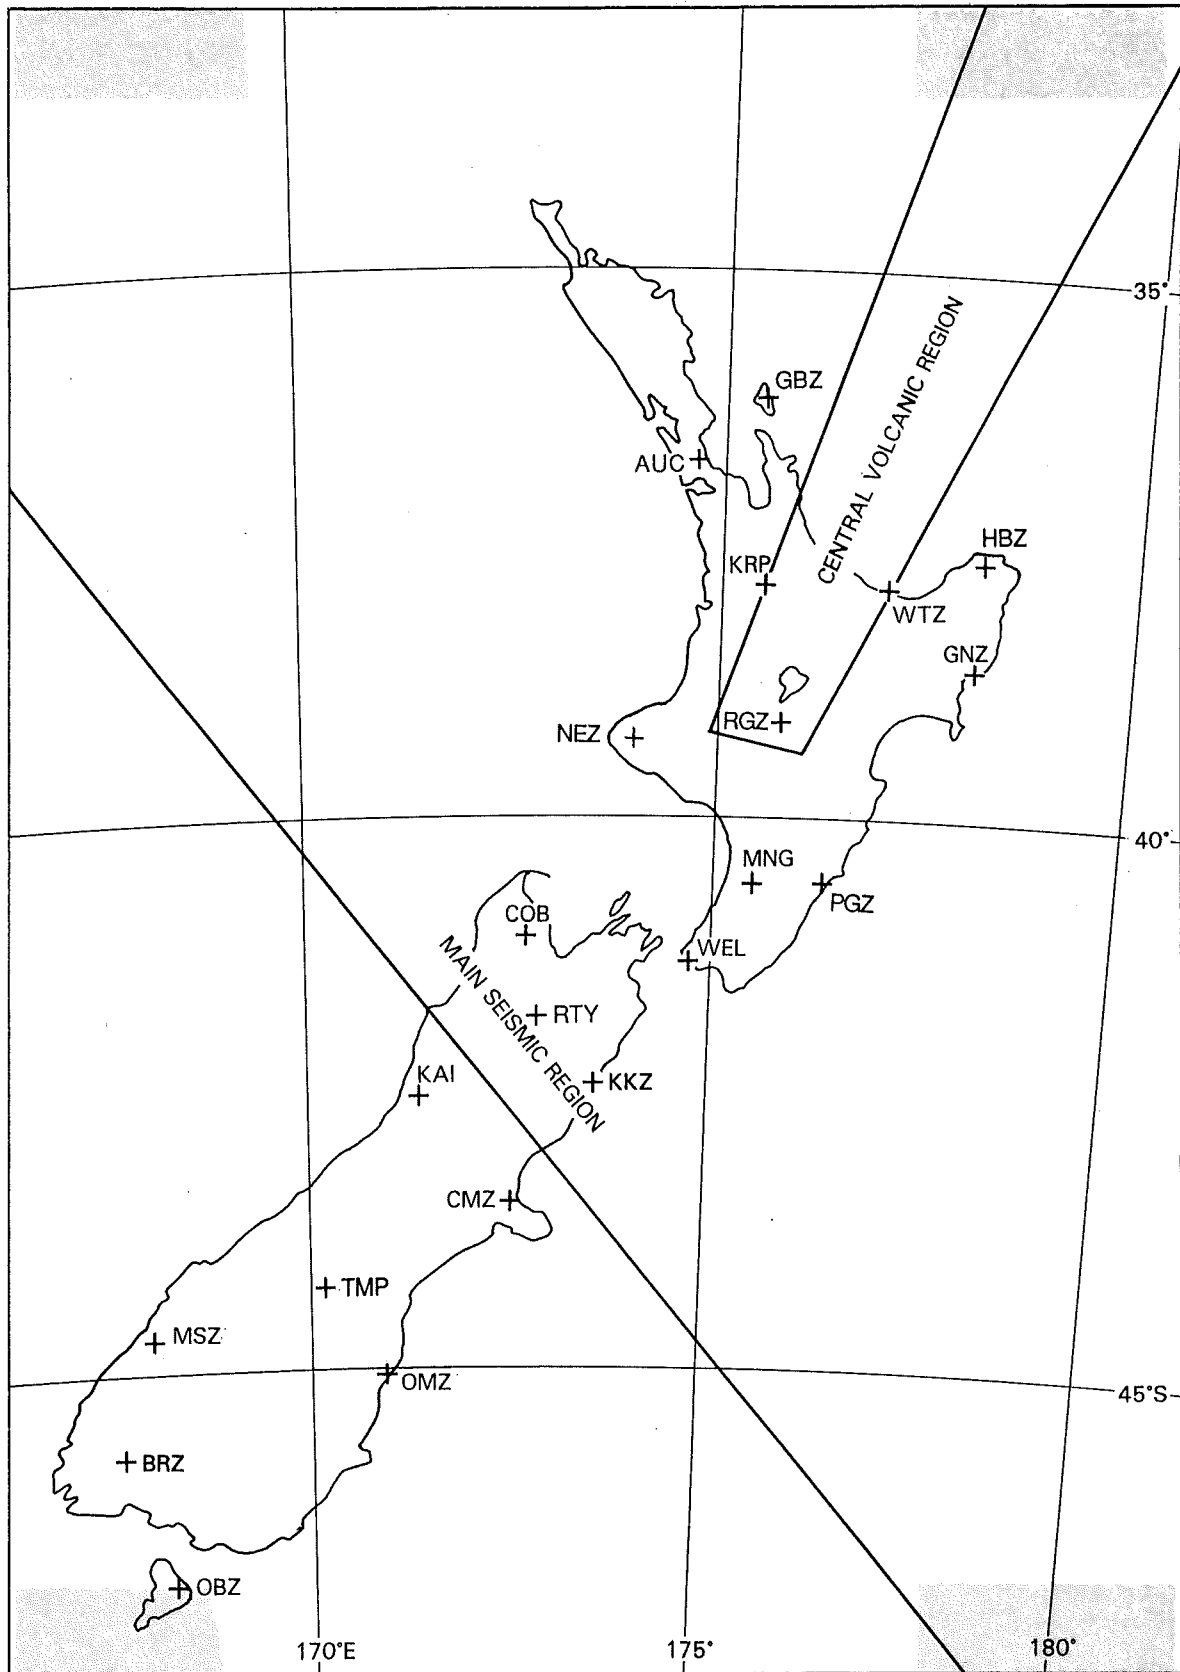 35°
GBZ
CENTRAL VOLCANIC REGION
AUC
HBZ
KRP
WTZ
GNZ
RGZ
NEZ
40°
MNG
PGZ
COB
WEL
MAIN SEISMIC REGION
RTY
KAI
KKZ
CMZ
TMP
MSZ
OMZ
45°S
BRZ
OBZ
170°E
175°
180°